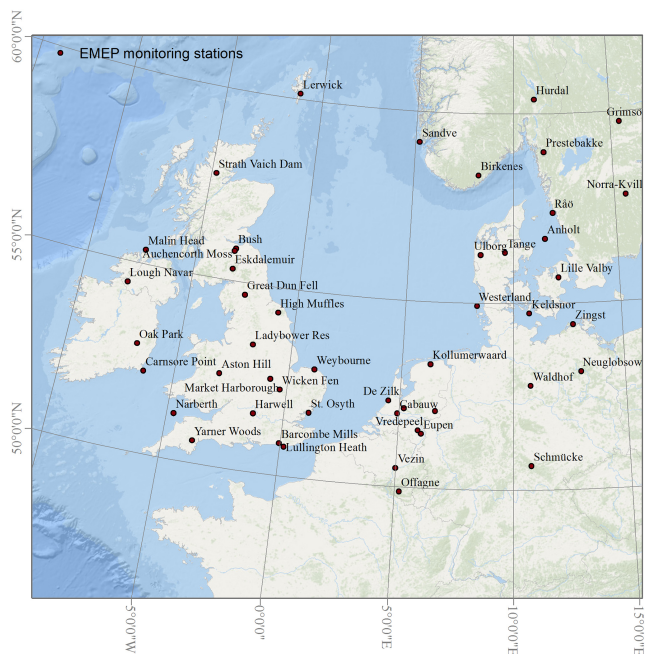 60°0'0"N
EMEP monitoring stations
Lerwick
Hurdal
Grimsö
Sandve
Prestebakke
Strath Vaich Dam
Birkenes
Norra-Kvill
Råö
55°0'0"N
Malin Head
Bush
Anholt
Auchencorth Moss
Ulborg
Tange
Eskdalemuir
Lough Navar
Lille Valby
Great Dun Fell
High Muffles
Westerland
Keldsnor
Zingst
Oak Park
Ladybower Res
Carnsore Point
Aston Hill
Weybourne
Kollumerwaard
Neuglobsow
Market Harborough
Wicken Fen
Waldhof
De Zilk
Narberth
Harwell
St. Osyth
Cabauw
Vredepeel
Eupen
50°0'0"N
Yarner Woods
Barcombe Mills
Lullington Heath
Vezin
Schmücke
Offagne
5°0'0"W
0°0'0"
5°0'0"E
10°0'0"E
15°0'0"E